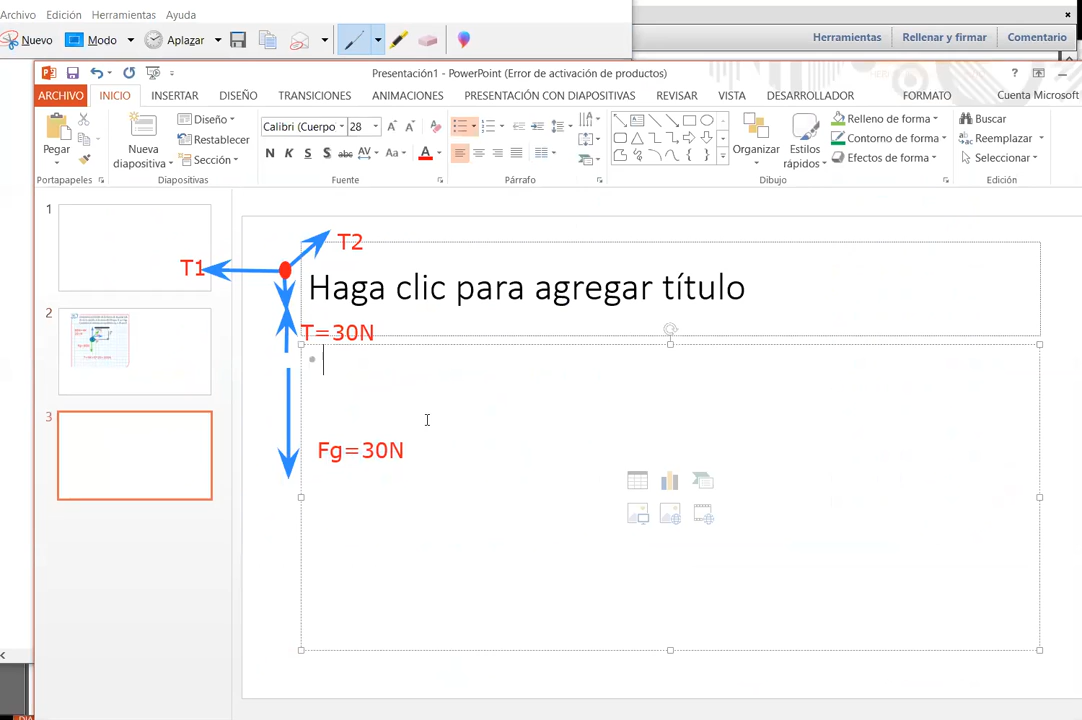 Archivo Edición Herramientas Ayuda
Nuevo Modo Aplazar
Herramientas Rellenar y firmar Comentario
Presentación1 - PowerPoint (Error de activación de productos)
ARCHIVO INICIO INSERTAR DISEÑO TRANSICIONES ANIMACIONES PRESENTACIÓN CON DIAPOSITIVAS REVISAR VISTA DESARROLLADOR FORMATO Cuenta Microsoft
Pegar
Nueva
diapositiva
Diseño
Restablecer
Sección
Calibri (Cuerpo 28
N K S S abc AV Aa A
Organizar
Estilos
rápidos
Relleno de forma
Contorno de forma
Efectos de forma
Buscar
Reemplazar
Seleccionar
Portapapeles Diapositivas Fuente Párrafo Dibujo Edición
1
2
3
T2
T1
Haga clic para agregar título
T=30N
Fg=30N